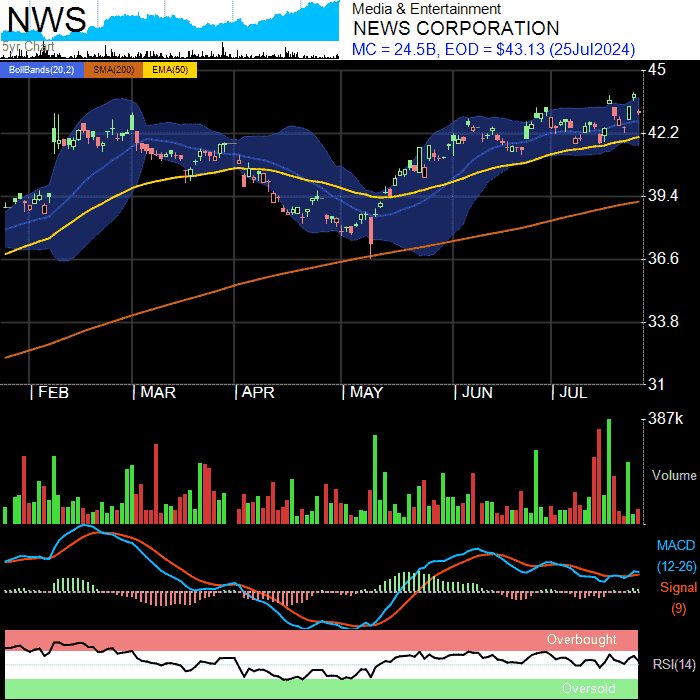 NWS
5yr Chart
Media & Entertainment
NEWS CORPORATION
MC = 24.5B, EOD = $43.13 (25Jul2024)
BollBands(20,2) SMA(200) EMA(50)
45
42.2
39.4
36.6
33.8
31
FEB MAR APR MAY JUN JUL
387k
Volume
MACD
(12-26)
Signal
(9)
Overbought
RSI(14)
Oversold